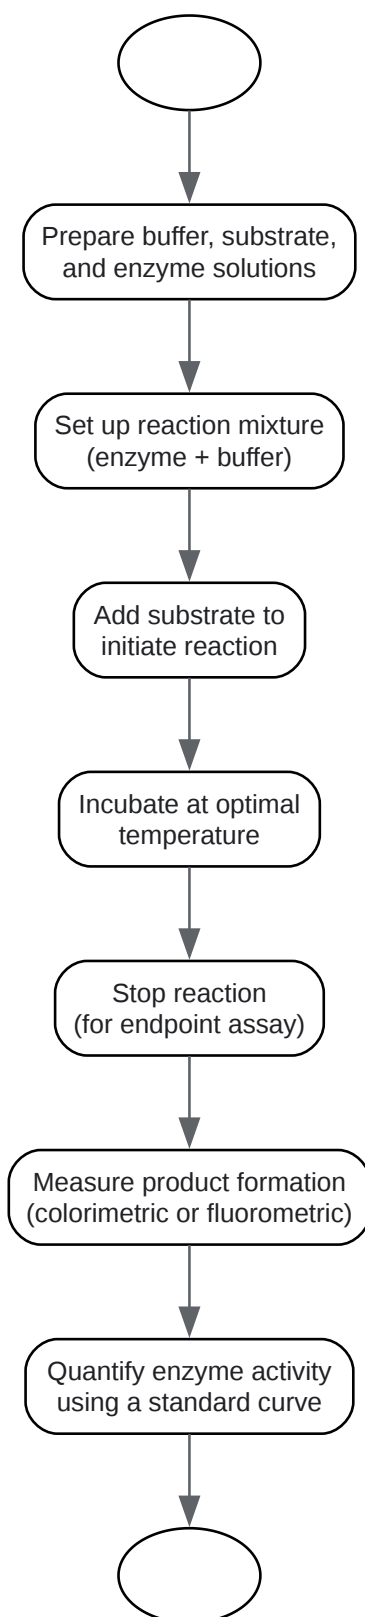 Prepare buffer, substrate,
and enzyme solutions
Set up reaction mixture
(enzyme + buffer)
Add substrate to
initiate reaction
Incubate at optimal
temperature
Stop reaction
(for endpoint assay)
Measure product formation
(colorimetric or fluorometric)
Quantify enzyme activity
using a standard curve